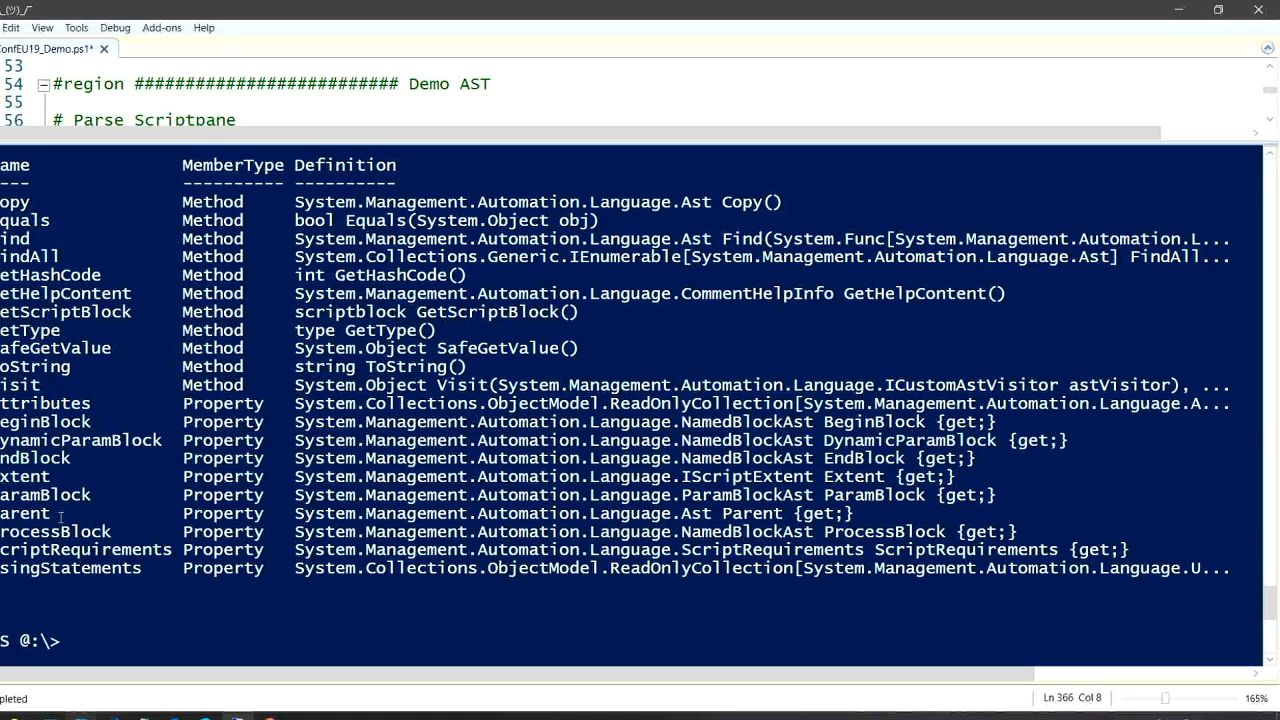 _(ツ)_/
Edit View Tools Debug Add-ons Help
onfEU19_Demo.ps1*
53
54 #region ########################## Demo AST
55
56 # Parse Scriptpane
ame MemberType Definition
--- ---------- ----------
opy Method System.Management.Automation.Language.Ast Copy()
quals Method bool Equals(System.Object obj)
ind Method System.Management.Automation.Language.Ast Find(System.Func[System.Management.Automation.L...
indAll Method System.Collections.Generic.IEnumerable[System.Management.Automation.Language.Ast] FindAll...
etHashCode Method int GetHashCode()
etHelpContent Method System.Management.Automation.Language.CommentHelpInfo GetHelpContent()
etScriptBlock Method scriptblock GetScriptBlock()
etType Method type GetType()
afeGetValue Method System.Object SafeGetValue()
oString Method string ToString()
isit Method System.Object Visit(System.Management.Automation.Language.ICustomAstVisitor astVisitor), ...
ttributes Property System.Collections.ObjectModel.ReadOnlyCollection[System.Management.Automation.Language.A...
eginBlock Property System.Management.Automation.Language.NamedBlockAst BeginBlock {get;}
ynamicParamBlock Property System.Management.Automation.Language.NamedBlockAst DynamicParamBlock {get;}
ndBlock Property System.Management.Automation.Language.NamedBlockAst EndBlock {get;}
xtent Property System.Management.Automation.Language.IScriptExtent Extent {get;}
aramBlock Property System.Management.Automation.Language.ParamBlockAst ParamBlock {get;}
arent Property System.Management.Automation.Language.Ast Parent {get;}
rocessBlock Property System.Management.Automation.Language.NamedBlockAst ProcessBlock {get;}
criptRequirements Property System.Management.Automation.Language.ScriptRequirements ScriptRequirements {get;}
singStatements Property System.Collections.ObjectModel.ReadOnlyCollection[System.Management.Automation.Language.U...
S @:\>
pleted Ln 366 Col 8 165%